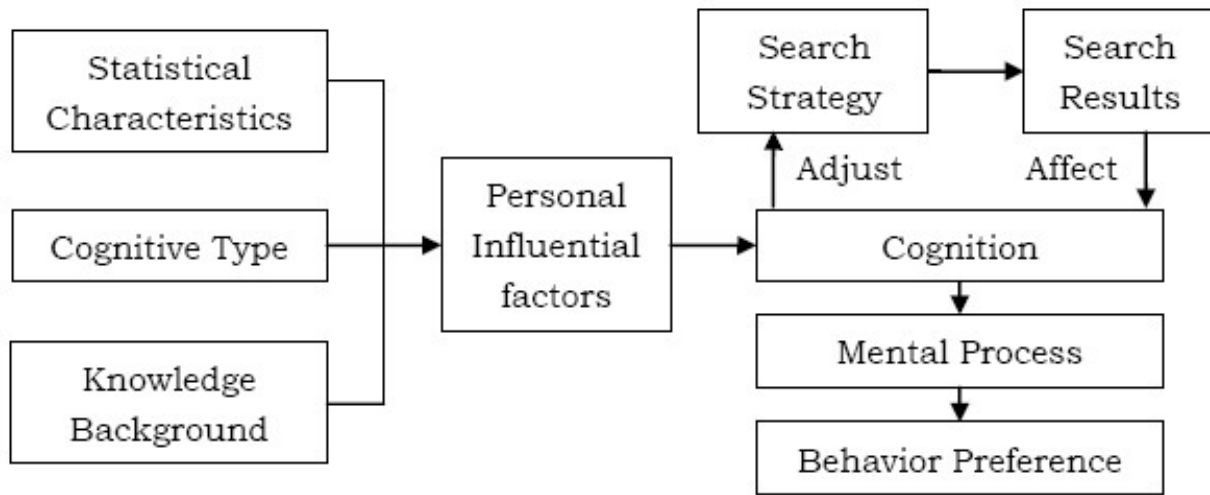 Statistical
Characteristics
Cognitive Type
Knowledge
Background
Personal
Influential
factors
Search
Strategy
Search
Results
Adjust
Affect
Cognition
Mental Process
Behavior Preference